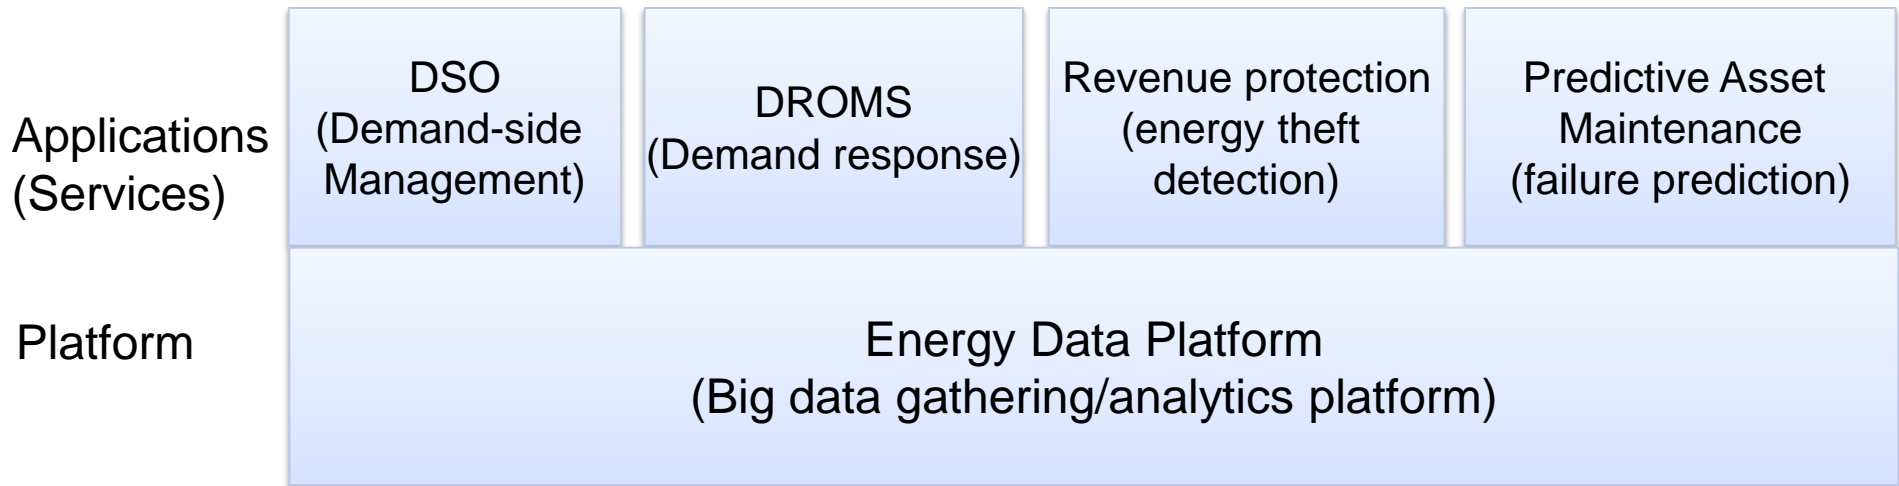 Applications
(Services)
DSO
(Demand-side
Management)
DROMS
(Demand response)
Revenue protection
(energy theft
detection)
Predictive Asset
Maintenance
(failure prediction)
Platform
Energy Data Platform
(Big data gathering/analytics platform)